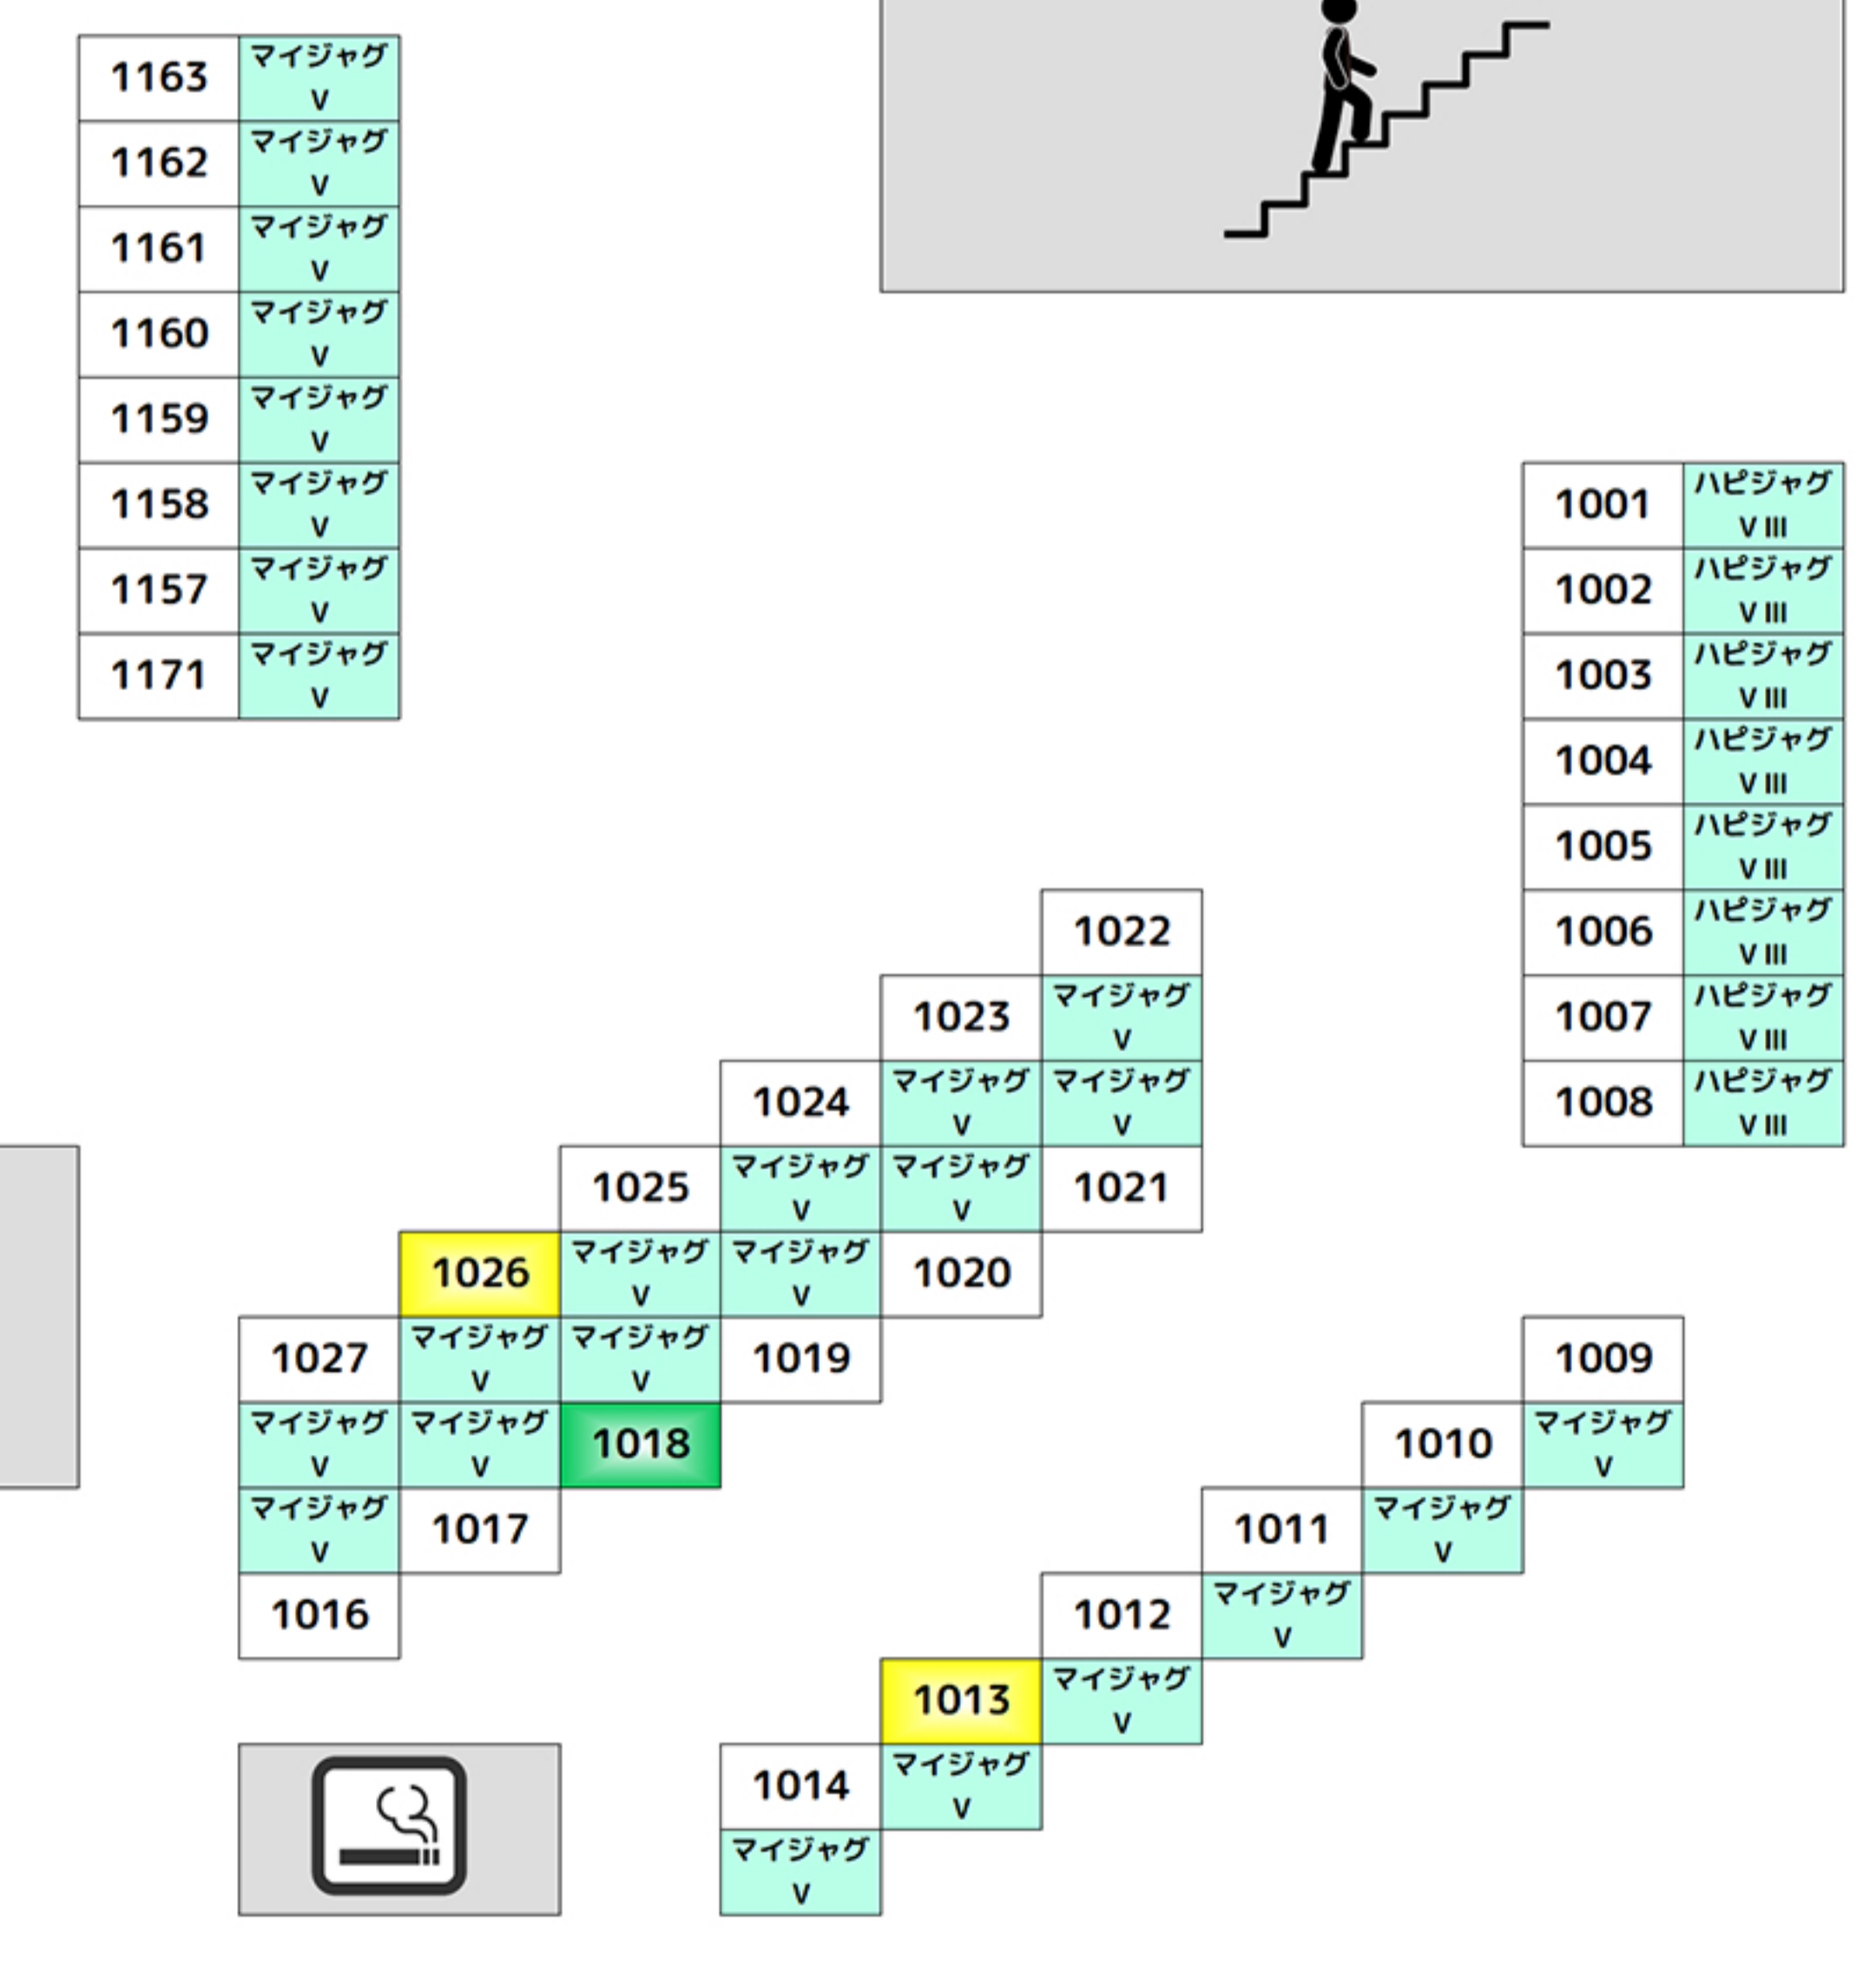 1163 マイジャグ
V
1162 マイジャグ
V
1161 マイジャグ
V
1160 マイジャグ
V
1159 マイジャグ
V
1158 マイジャグ
V
1157 マイジャグ
V
1171 マイジャグ
V
1001 ハピジャグ
V III
1002 ハピジャグ
V III
1003 ハピジャグ
V III
1004 ハピジャグ
V III
1005 ハピジャグ
V III
1006 ハピジャグ
V III
1007 ハピジャグ
V III
1008 ハピジャグ
V III
1022
1023 マイジャグ
V
1024 マイジャグ マイジャグ
V V
1025 マイジャグ マイジャグ 1021
V V
1026 マイジャグ マイジャグ 1020
V V
1027 マイジャグ マイジャグ 1019
V V
マイジャグ マイジャグ 1018
V V
マイジャグ 1017
V
1016
1009
1010 マイジャグ
V
1011 マイジャグ
V
1012 マイジャグ
V
1013 マイジャグ
V
1014 マイジャグ
V
マイジャグ
V